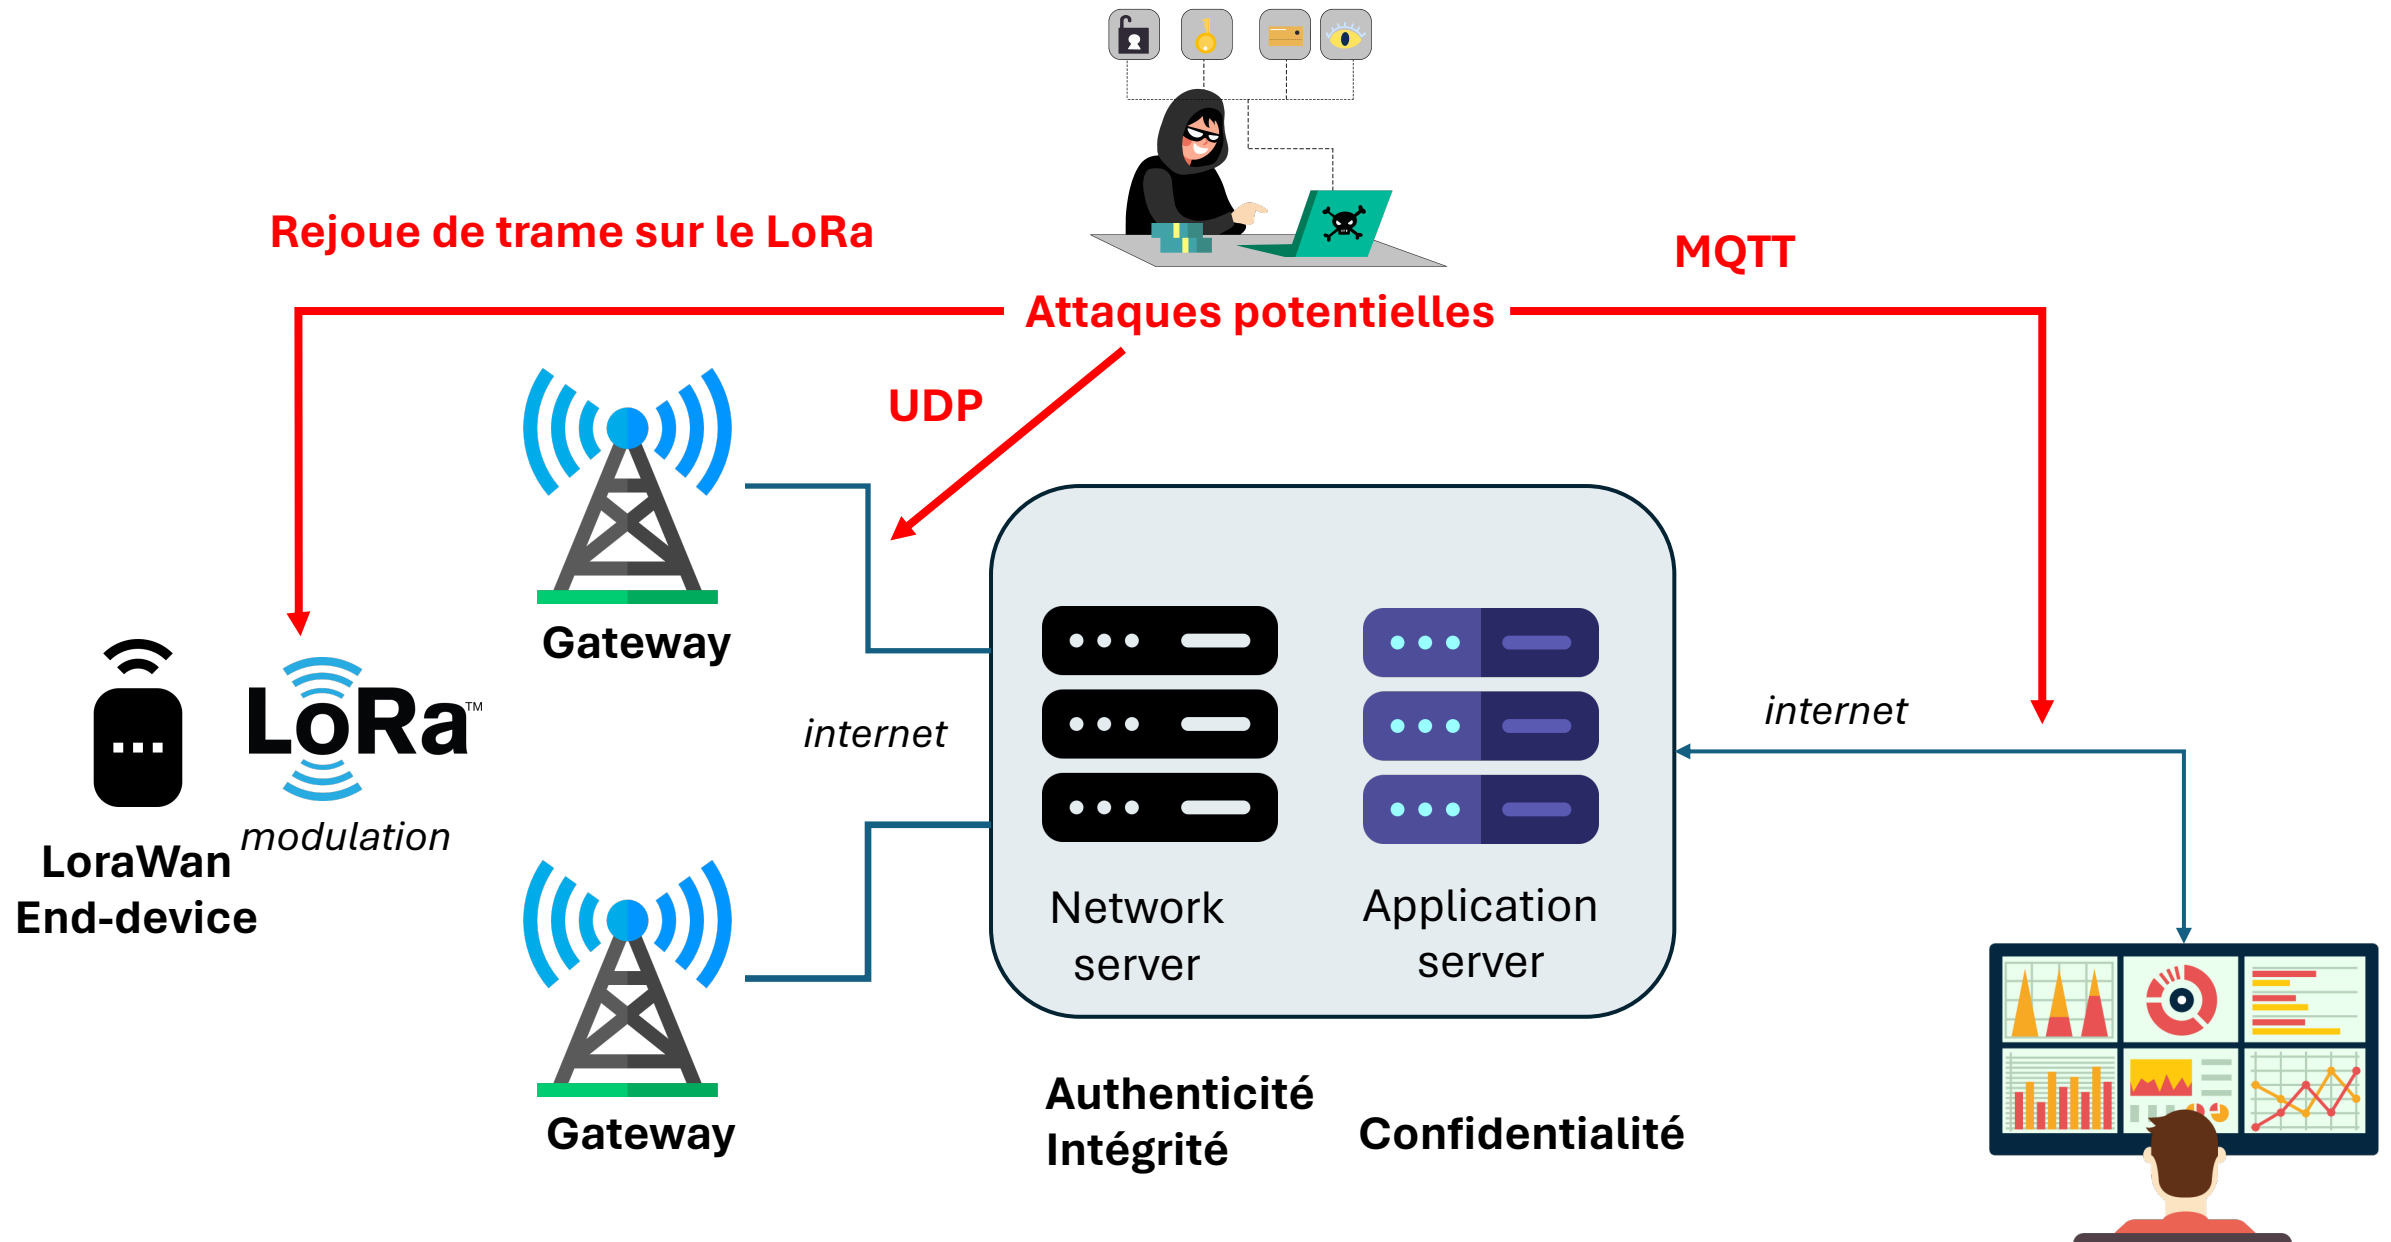 Rejoue de trame sur le LoRa
MQTT
Attaques potentielles
UDP
Gateway
LoRa™
internet
internet
modulation
LoraWan
End-device
Network
server
Application
server
Gateway
Authenticité
Intégrité
Confidentialité